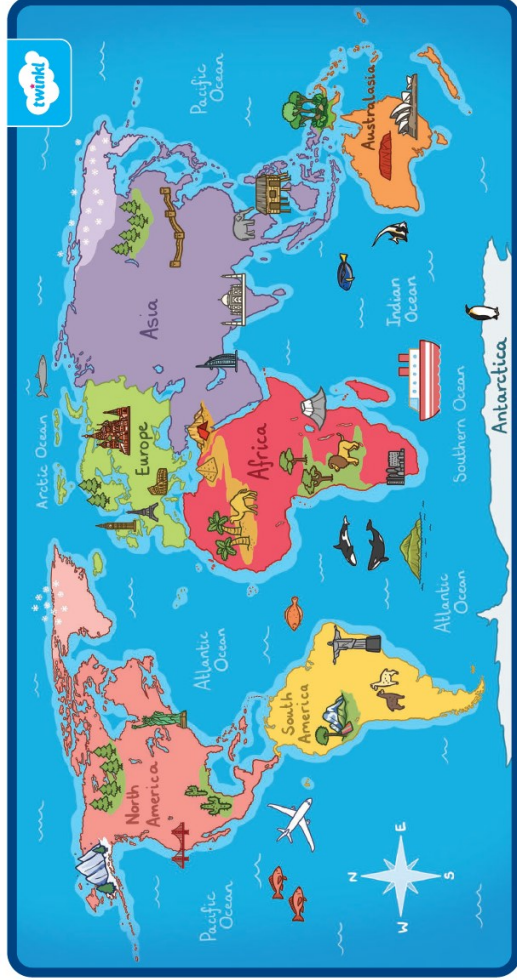 twinkl
Arctic Ocean
Pacific
Ocean
North
America
Europe
Asia
Atlantic
Ocean
Africa
Pacific
Ocean
South
America
Indian
Ocean
Australasia
Atlantic
Ocean
Southern Ocean
Antarctica
N
W
E
S